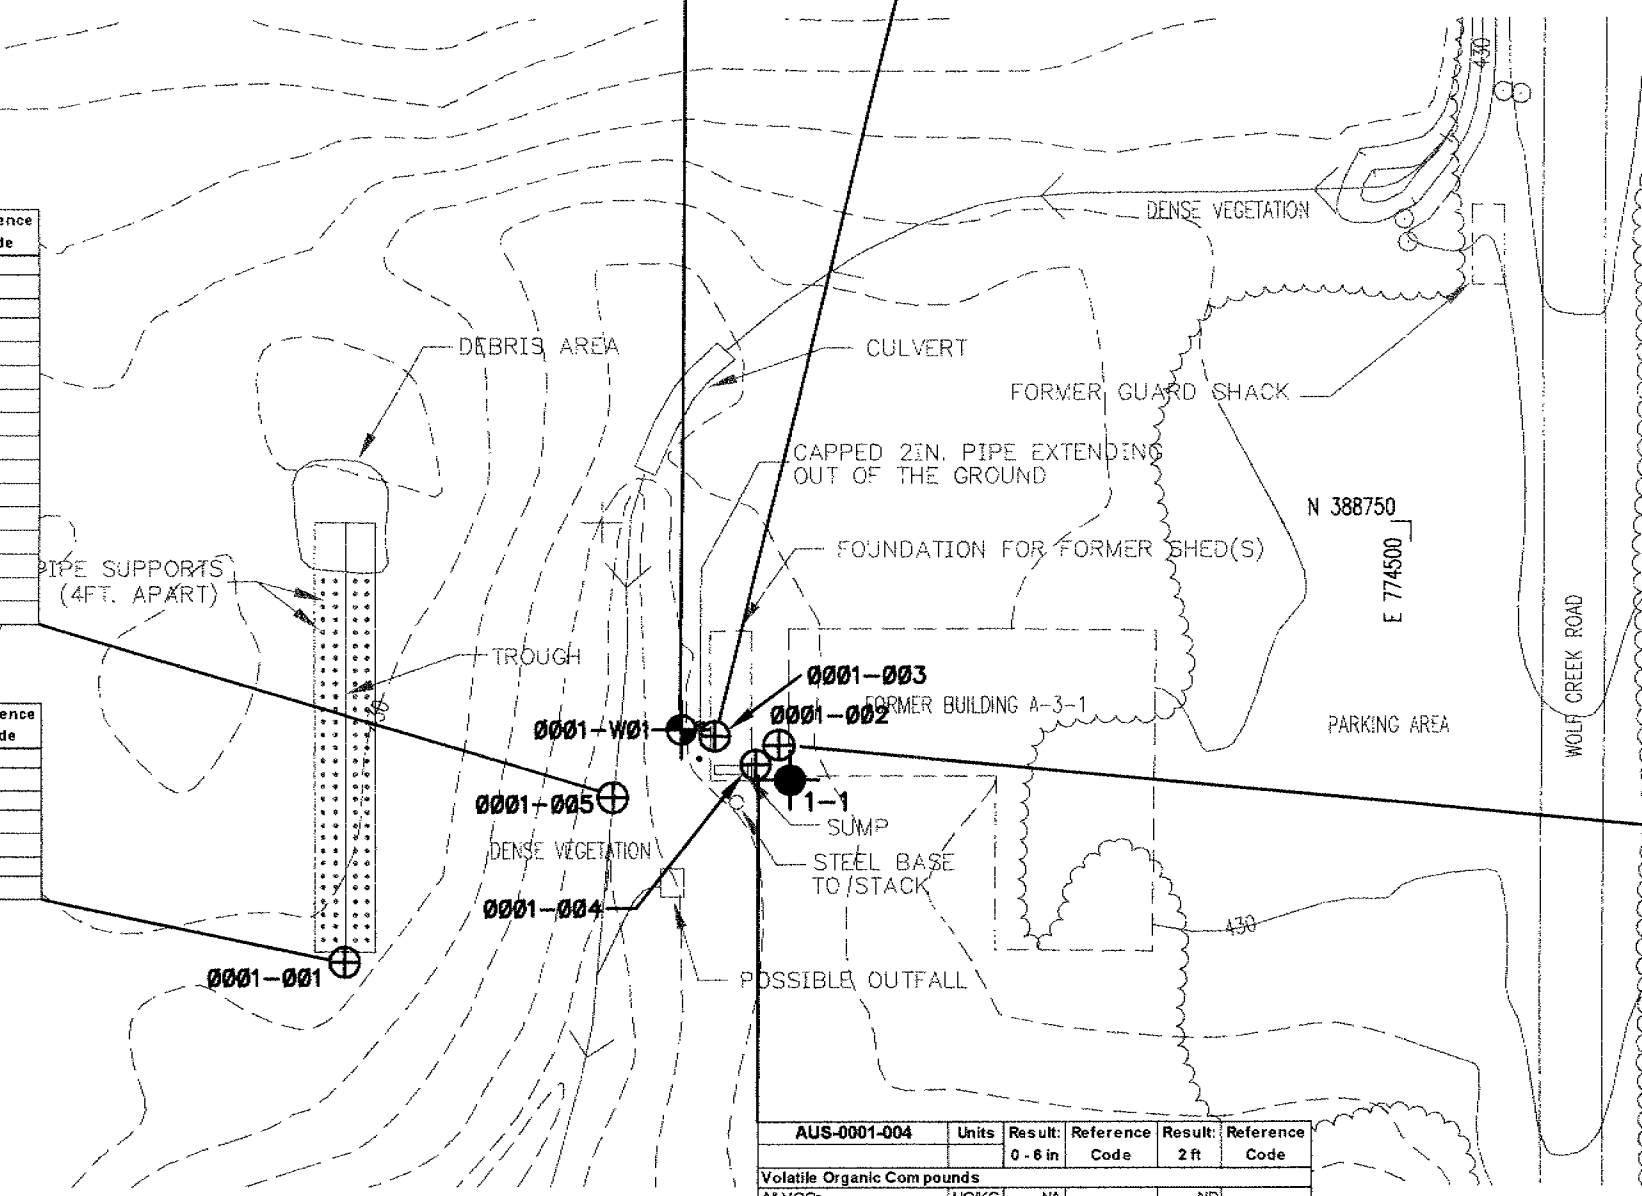 430
ence
de
DENSE VEGETATION
DEBRIS AREA
CULVERT
FORMER GUARD SHACK
CAPPED 2IN. PIPE EXTENDING
OUT OF THE GROUND
N 388750
E 774500
FOUNDATION FOR FORMER SHED(S)
PIPE SUPPORTS
(4FT. APART)
TROUGH
0001-003
FORMER BUILDING A-3-1
0001-002
0001-W01
WOLF CREEK ROAD
PARKING AREA
ence
de
0001-005
1-1
SUMP
DENSE VEGETATION
STEEL BASE
TO STACK
0001-004
430
0001-001
POSSIBLE OUTFALL
AUS-0001-004 Units Result: Reference Result: Reference
0 - 6 in Code 2 ft Code
Volatile Organic Compounds